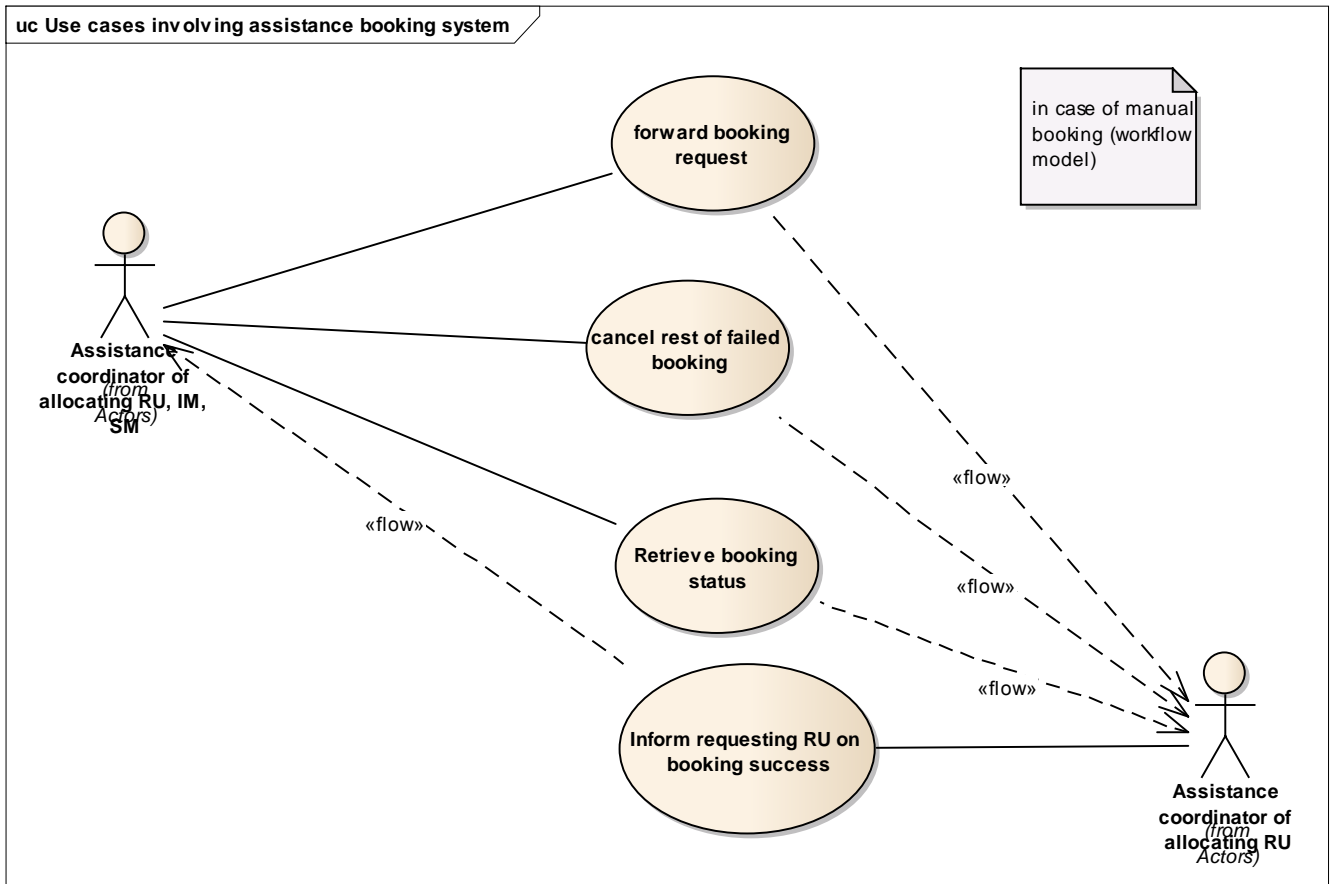 uc Use cases involving assistance booking system
in case of manual
booking (workflow
model)
forward booking
request
cancel rest of failed
booking
Assistance
coordinator of
allocating RU, IM,
SM
(from
Actors)
«flow»
«flow»
Retrieve booking
status
«flow»
«flow»
Inform requesting RU on
booking success
Assistance
coordinator of
allocating RU
(from
Actors)